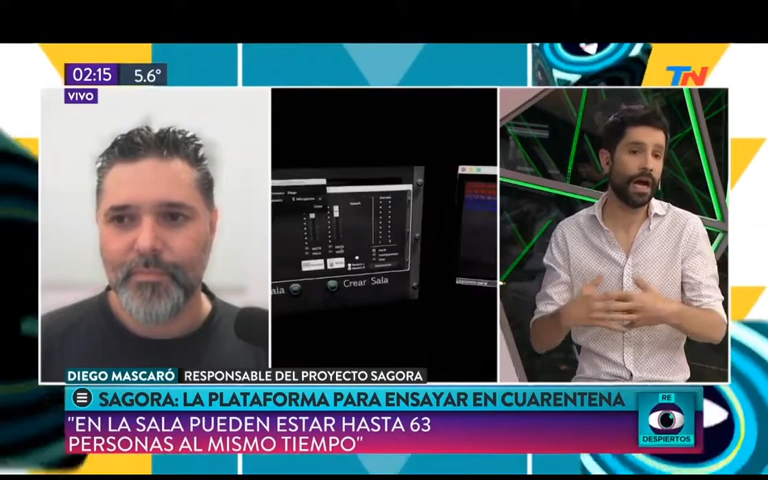 02:15 5.6°
VIVO
TN
Crear Sala
DIEGO MASCARÓ RESPONSABLE DEL PROYECTO SAGORA
SAGORA: LA PLATAFORMA PARA ENSAYAR EN CUARENTENA
"EN LA SALA PUEDEN ESTAR HASTA 63
PERSONAS AL MISMO TIEMPO"
RE
DESPIERTOS